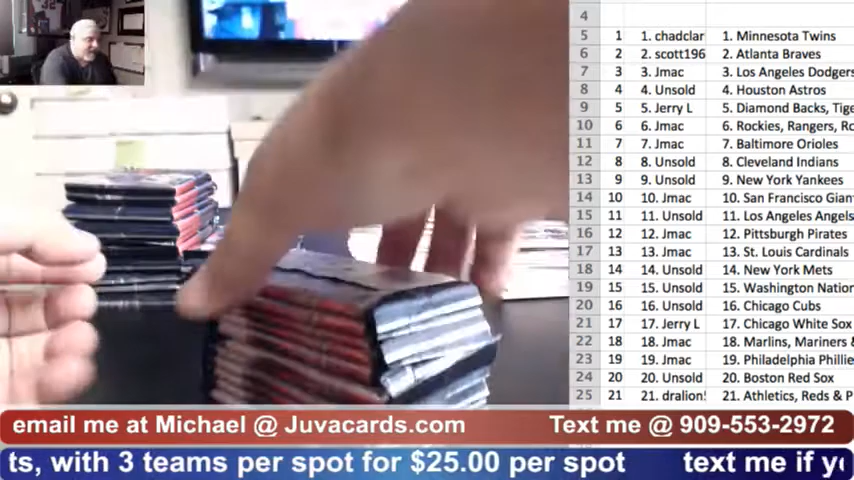 4
5 1 1. chadclar 1. Minnesota Twins
6 2 2. scott196 2. Atlanta Braves
7 3 3. Jmac 3. Los Angeles Dodgers
8 4 4. Unsold 4. Houston Astros
9 5 5. Jerry L 5. Diamond Backs, Tige
10 6 6. Jmac 6. Rockies, Rangers, Ro
11 7 7. Jmac 7. Baltimore Orioles
12 8 8. Unsold 8. Cleveland Indians
13 9 9. Unsold 9. New York Yankees
14 10 10. Jmac 10. San Francisco Gian
15 11 11. Unsold 11. Los Angeles Angels
16 12 12. Jmac 12. Pittsburgh Pirates
17 13 13. Jmac 13. St. Louis Cardinals
18 14 14. Unsold 14. New York Mets
19 15 15. Unsold 15. Washington Nation
20 16 16. Unsold 16. Chicago Cubs
21 17 17. Jerry L 17. Chicago White Sox
22 18 18. Jmac 18. Marlins, Mariners &
23 19 19. Jmac 19. Philadelphia Phillie
24 20 20. Unsold 20. Boston Red Sox
25 21 21. dralion! 21. Athletics, Reds & P
email me at Michael @ Juvacards.com Text me @ 909-553-2972
ts, with 3 teams per spot for $25.00 per spot text me if yo